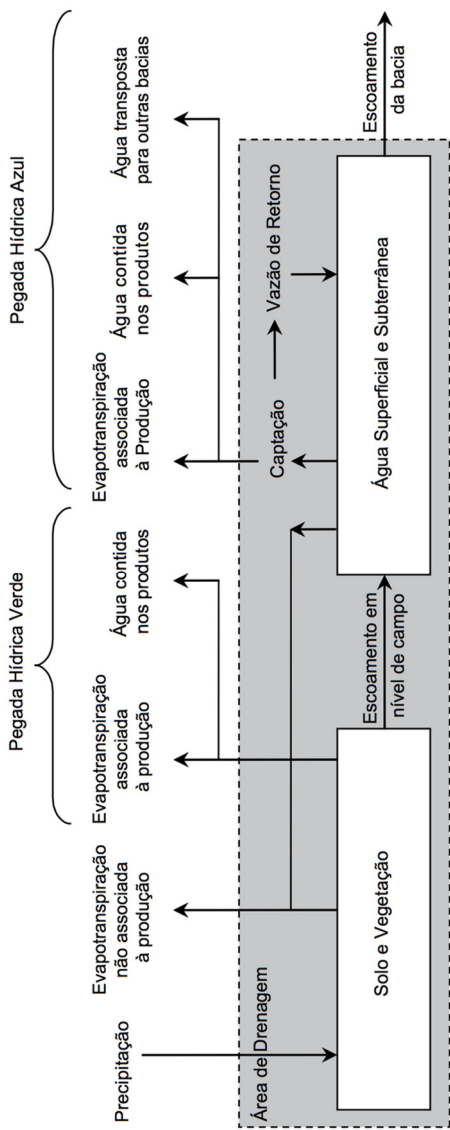 Pegada Hídrica Verde
Pegada Hídrica Azul
Precipitação
Evapotranspiração
não associada
à produção
Evapotranspiração
associada
à produção
Água contida
nos produtos
Evapotranspiração
associada
à Produção
Água contida
nos produtos
Água transposta
para outras bacias
Área de Drenagem
Captação
Vazão de Retorno
Solo e Vegetação
Escoamento em
nível de campo
Água Superficial e Subterrânea
Escoamento
da bacia